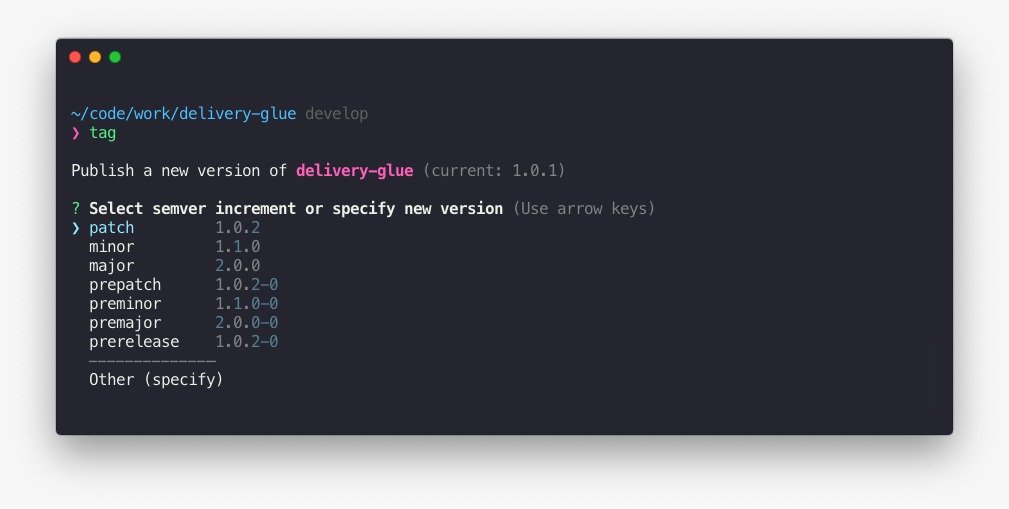 ~/code/work/delivery-glue develop
❯ tag
Publish a new version of delivery-glue (current: 1.0.1)
? Select semver increment or specify new version (Use arrow keys)
❯ patch 1.0.2
minor 1.1.0
major 2.0.0
prepatch 1.0.2-0
preminor 1.1.0-0
premajor 2.0.0-0
prerelease 1.0.2-0
──────────────
Other (specify)